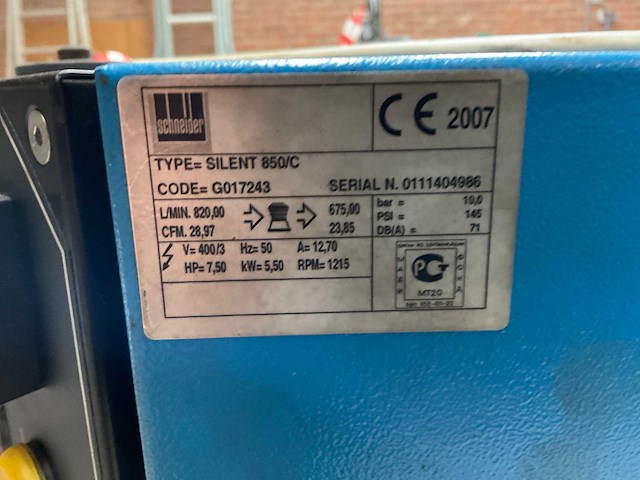 schneider
CE 2007
TYPE= SILENT 850/C
CODE= G017243 SERIAL N. 0111404986
L/MIN. 820,00 675,00
CFM. 28,97 23,85
bar = 10,0
PSI = 145
DB(A) = 71
V= 400/3 Hz=50 A= 12,70
HP= 7,50 kW= 5,50 RPM= 1215
PG
MT20